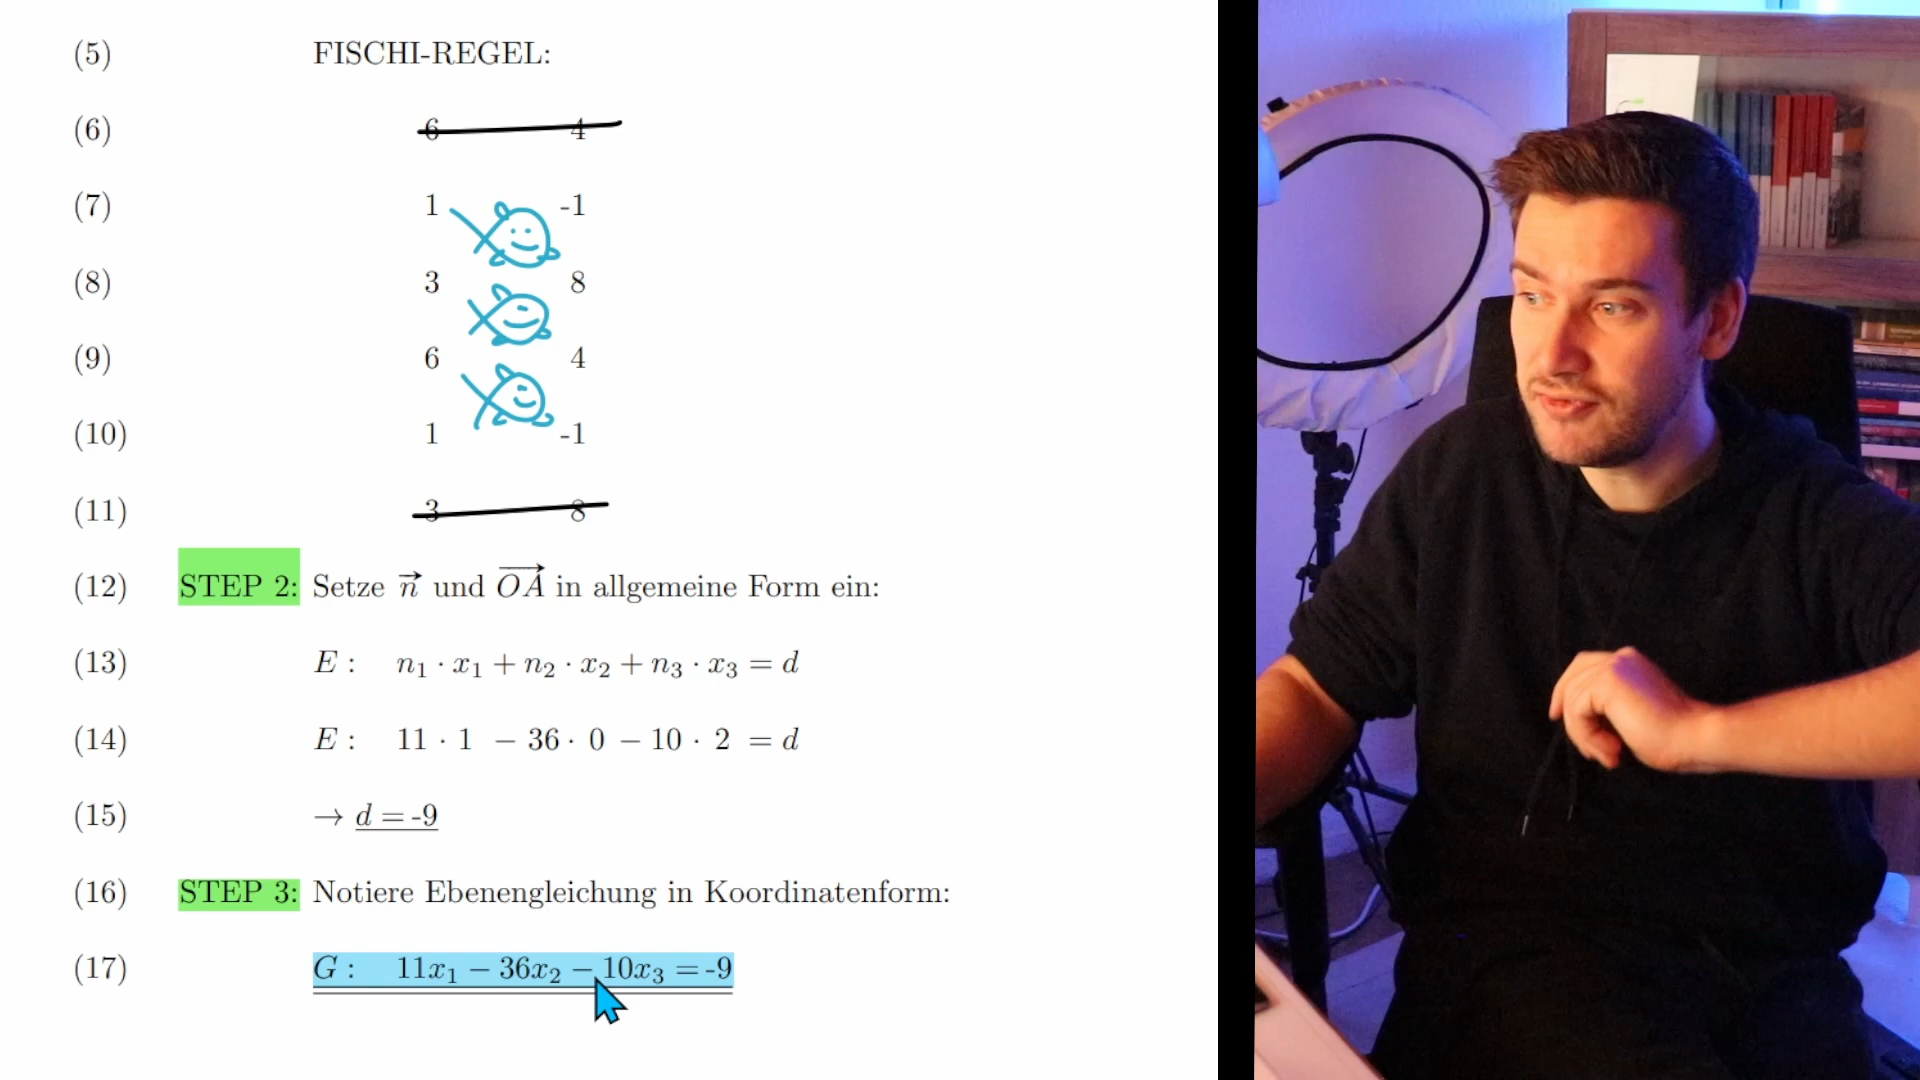 (5) FISCHI-REGEL:
(6) 6 4
(7) 1 -1
(8) 3 8
(9) 6 4
(10) 1 -1
(11) 3 8
(12) STEP 2: Setze n⃗ und O⃗A⃗ in allgemeine Form ein:
(13) E : n₁ · x₁ + n₂ · x₂ + n₃ · x₃ = d
(14) E : 11 · 1 − 36 · 0 − 10 · 2 = d
(15) → d = -9
(16) STEP 3: Notiere Ebenengleichung in Koordinatenform:
(17) G : 11x₁ − 36x₂ − 10x₃ = -9